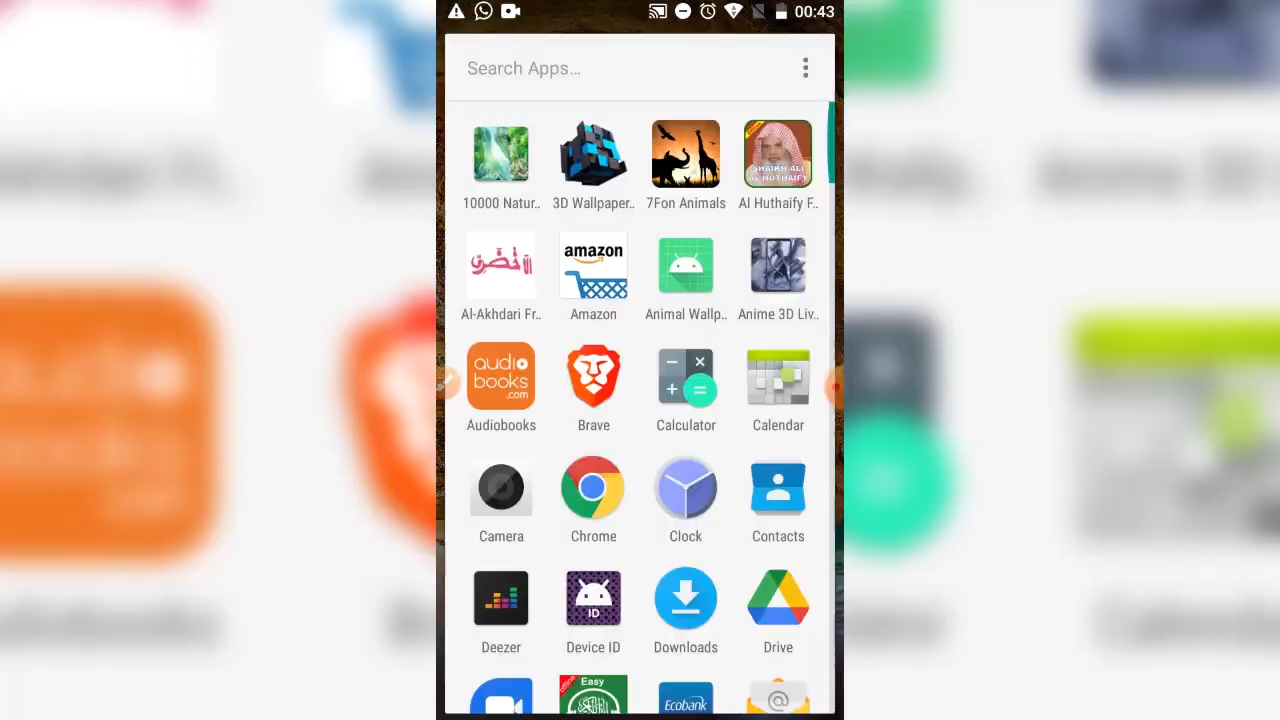 00:43
Search Apps...
SHAIKH ALI
AL HUTHAIFY
10000 Natur..
3D Wallpaper..
7Fon Animals
Al Huthaify F..
الأخضري
amazon
Al-Akhdari Fr..
Amazon
Animal Wallp..
Anime 3D Liv..
audio
books
.com
Audiobooks
Brave
Calculator
Calendar
Camera
Chrome
Clock
Contacts
ID
Deezer
Device ID
Downloads
Drive
offline
Easy
Ecobank
@